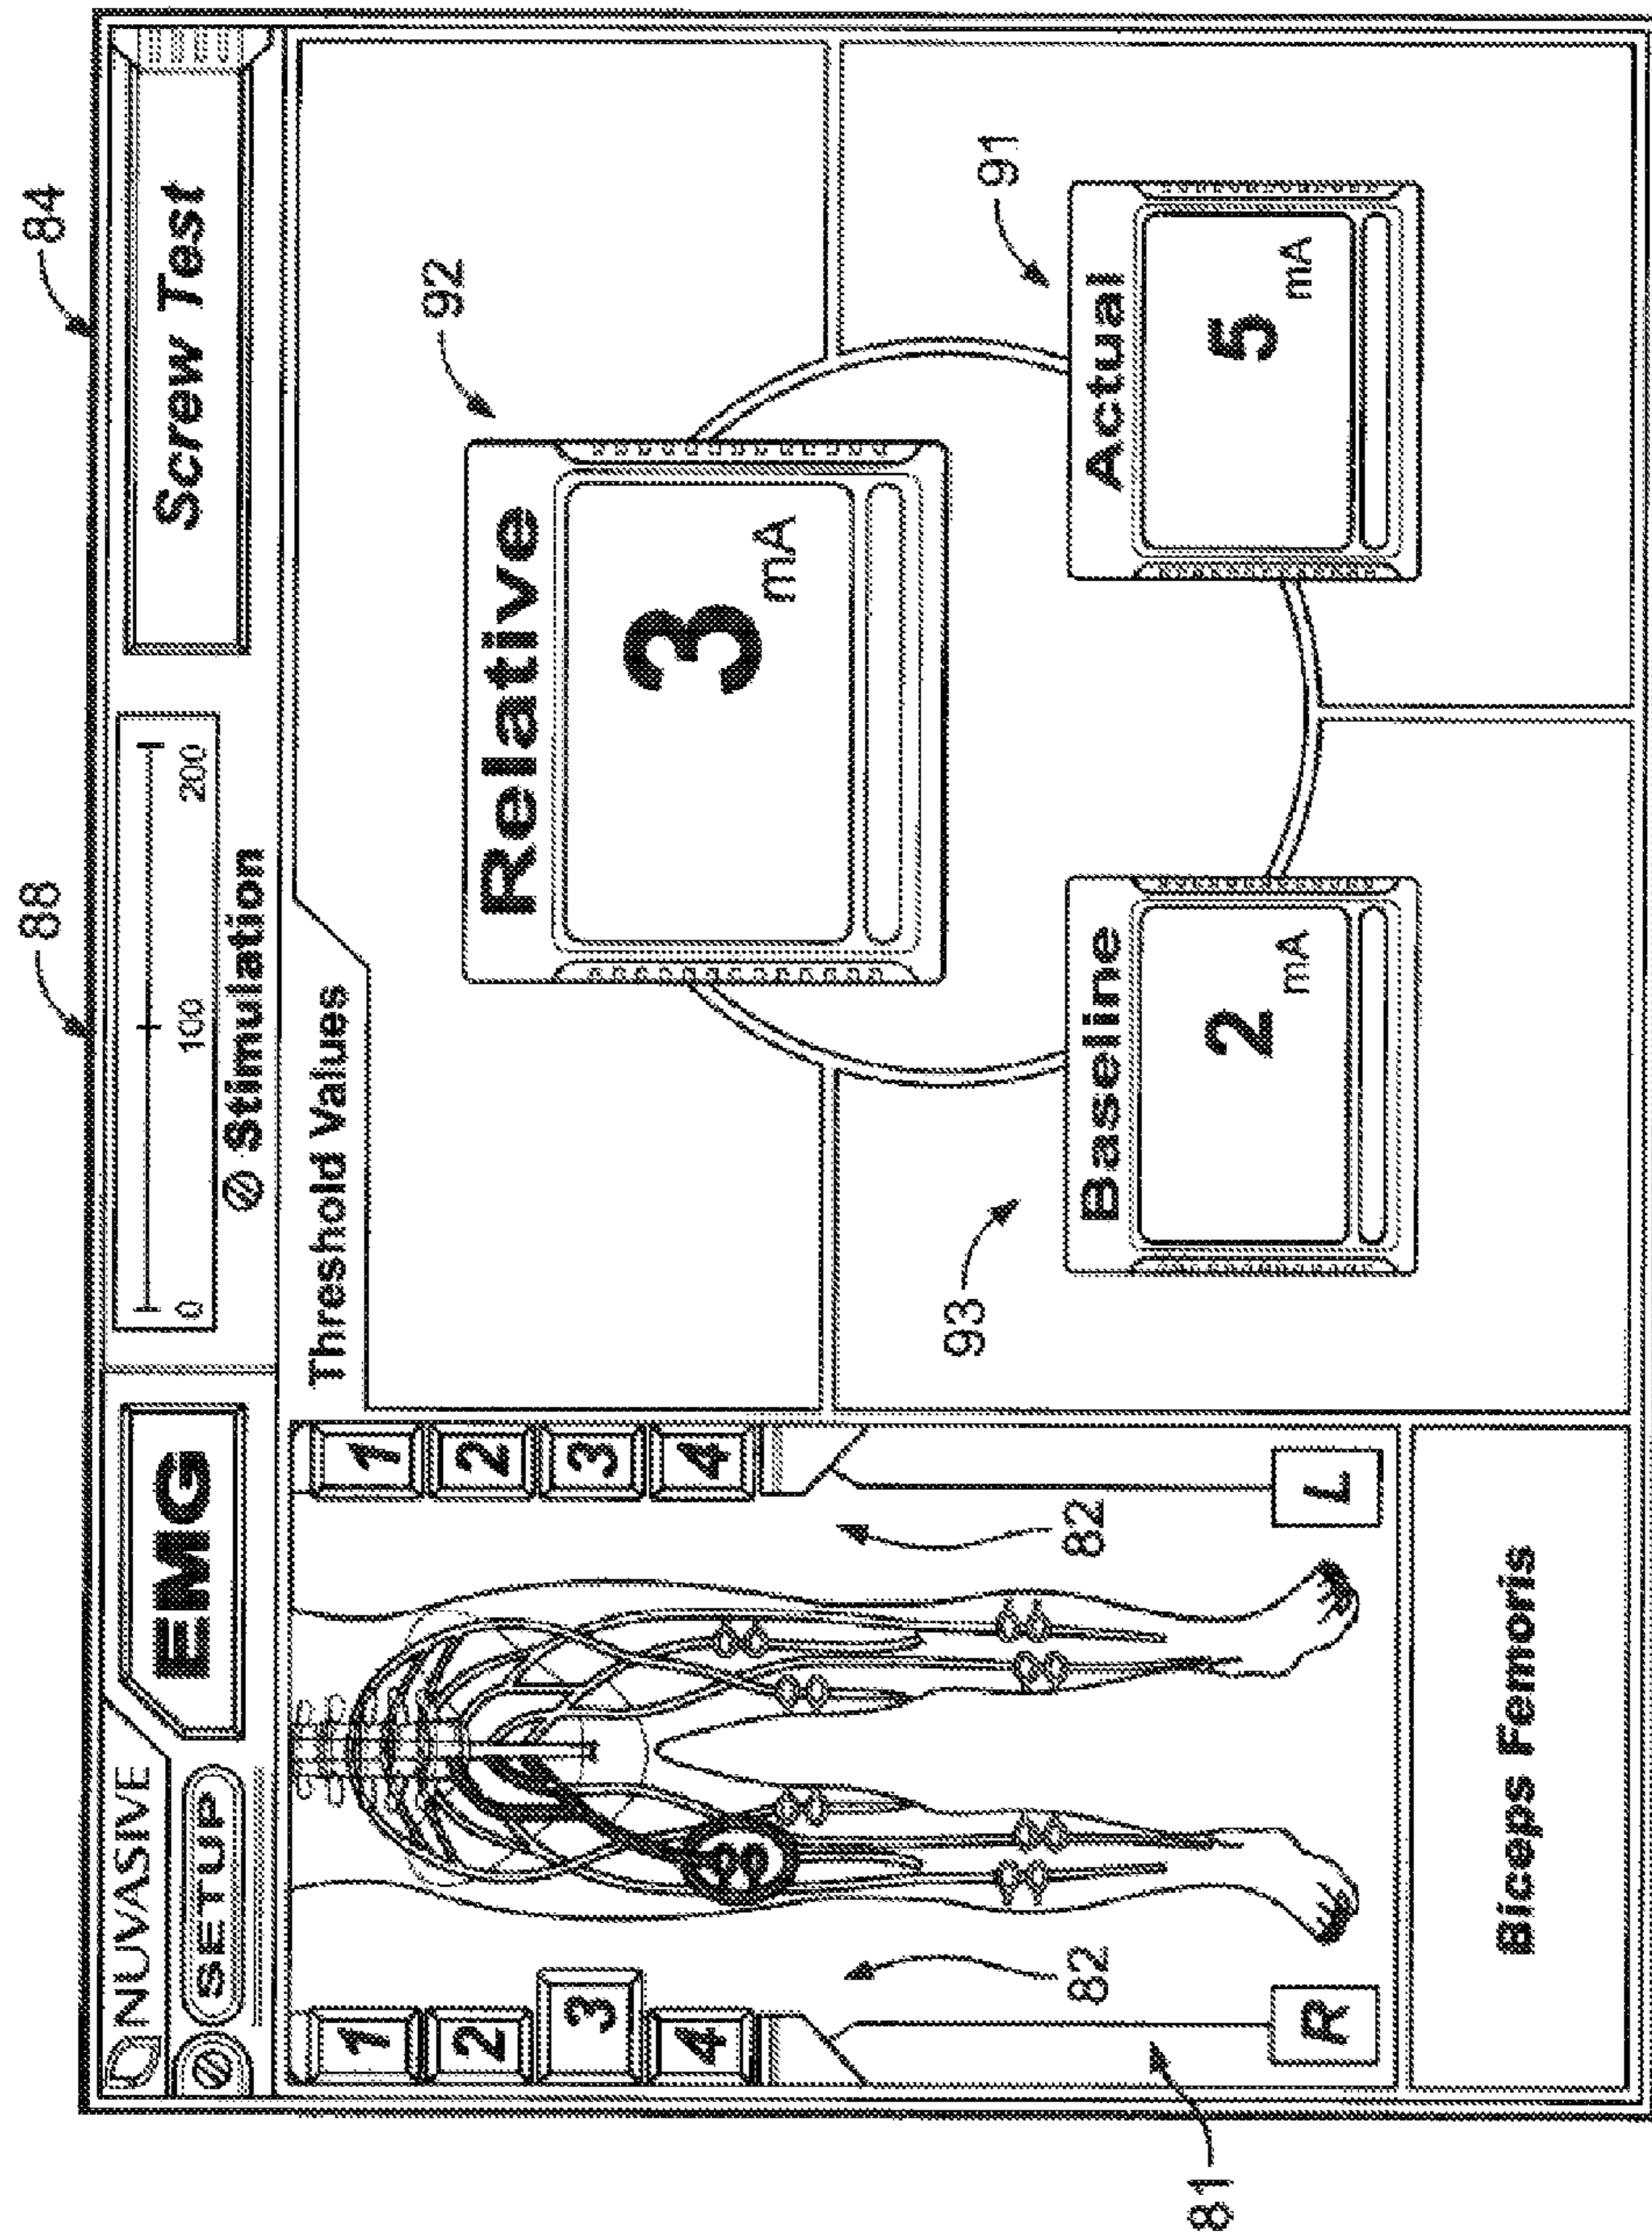 88
84
NUVASIVE
SETUP
EMG
0 100 200
Stimulation
Screw Test
1
2
3
4
R
1
2
3
4
L
82
82
81
Biceps Femoris
Threshold Values
Relative
3
mA
92
Baseline
2
mA
93
Actual
5
mA
91